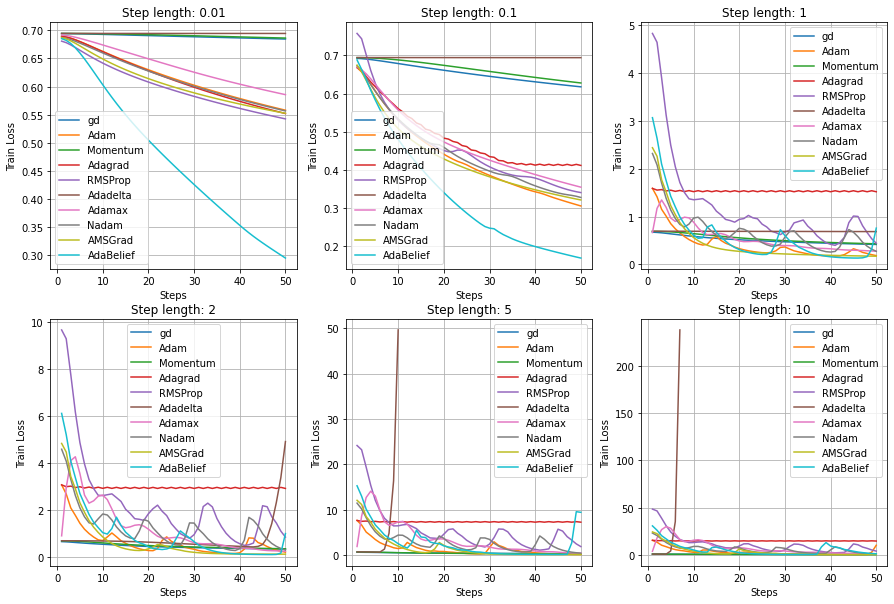 Step length: 0.01
Train Loss
0.70
0.65
0.60
0.55
0.50
0.45
0.40
0.35
0.30
gd
Adam
Momentum
Adagrad
RMSProp
Adadelta
Adamax
Nadam
AMSGrad
AdaBelief
0 10 20 30 40 50
Steps
Step length: 0.1
Train Loss
0.7
0.6
0.5
0.4
0.3
0.2
gd
Adam
Momentum
Adagrad
RMSProp
Adadelta
Adamax
Nadam
AMSGrad
AdaBelief
0 10 20 30 40 50
Steps
Step length: 1
Train Loss
5
4
3
2
1
0
gd
Adam
Momentum
Adagrad
RMSProp
Adadelta
Adamax
Nadam
AMSGrad
AdaBelief
0 10 20 30 40 50
Steps
Step length: 2
Train Loss
10
8
6
4
2
0
gd
Adam
Momentum
Adagrad
RMSProp
Adadelta
Adamax
Nadam
AMSGrad
AdaBelief
0 10 20 30 40 50
Steps
Step length: 5
Train Loss
50
40
30
20
10
0
gd
Adam
Momentum
Adagrad
RMSProp
Adadelta
Adamax
Nadam
AMSGrad
AdaBelief
0 10 20 30 40 50
Steps
Step length: 10
Train Loss
200
150
100
50
0
gd
Adam
Momentum
Adagrad
RMSProp
Adadelta
Adamax
Nadam
AMSGrad
AdaBelief
0 10 20 30 40 50
Steps